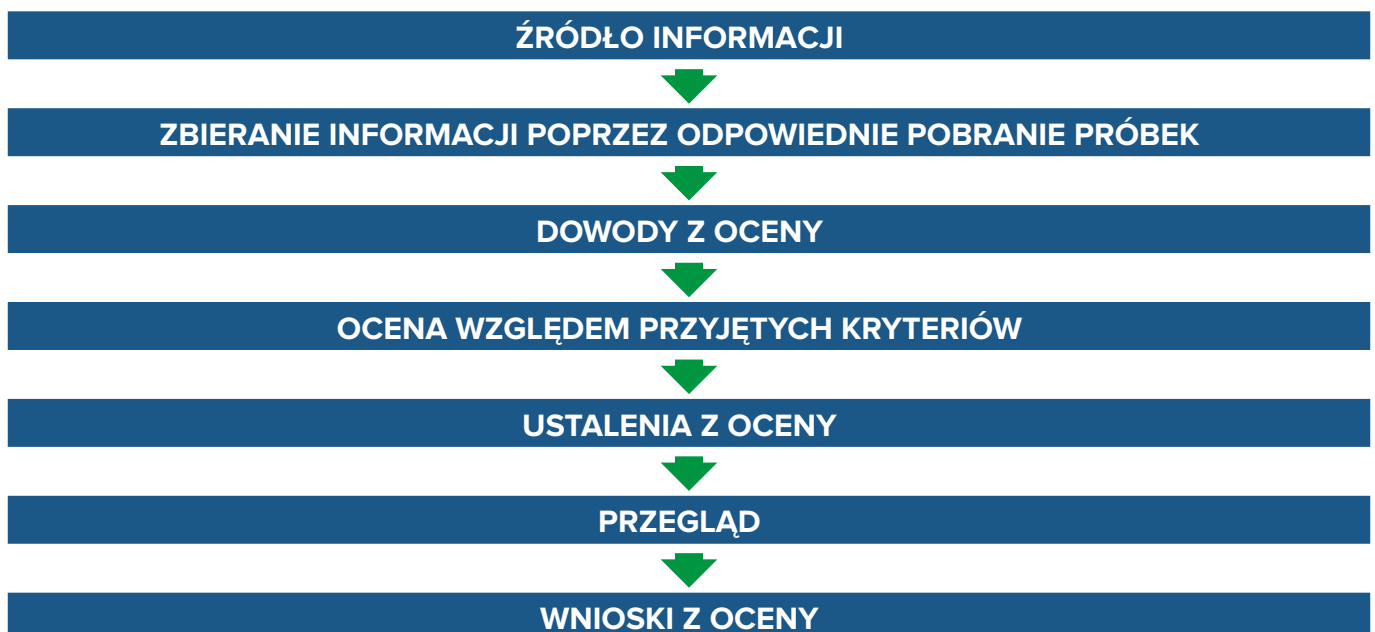 ŹRÓDŁO INFORMACJI
ZBIERANIE INFORMACJI POPRZEZ ODPOWIEDNIE POBRANIE PRÓBEK
DOWODY Z OCENY
OCENA WZGLĘDEM PRZYJĘTYCH KRYTERIÓW
USTALENIA Z OCENY
PRZEGLĄD
WNIOSKI Z OCENY